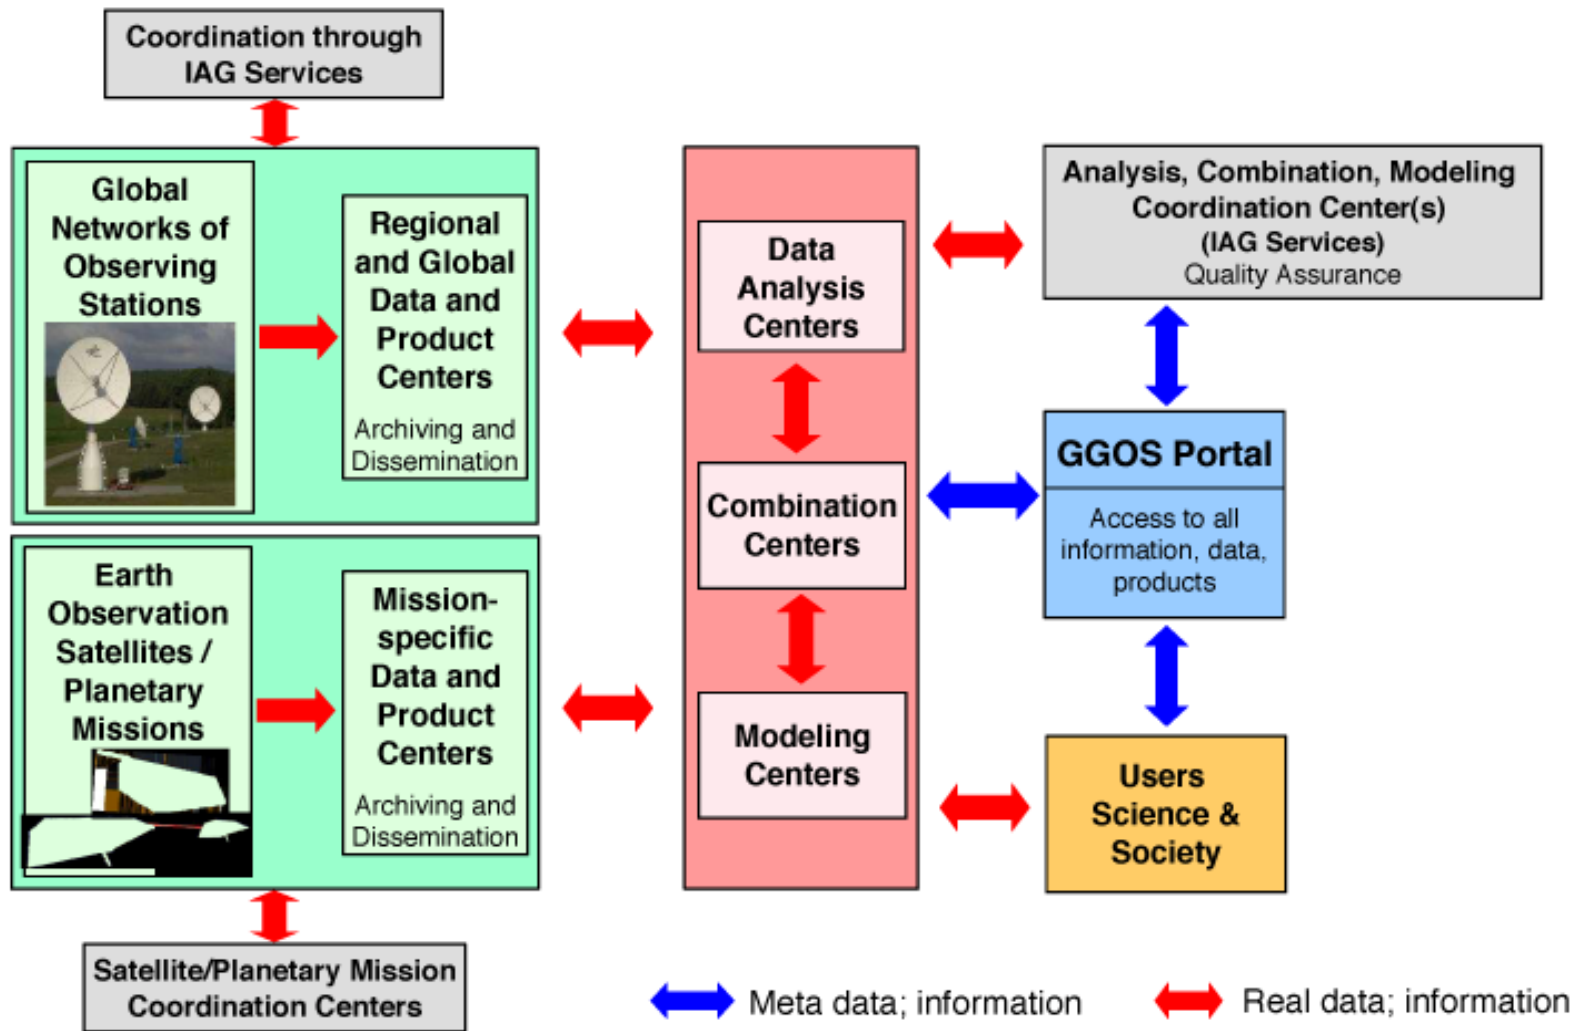 Coordination through
IAG Services
Global
Networks of
Observing
Stations
Regional
and Global
Data and
Product
Centers
Archiving and
Dissemination
Earth
Observation
Satellites /
Planetary
Missions
Mission-
specific
Data and
Product
Centers
Archiving and
Dissemination
Satellite/Planetary Mission
Coordination Centers
Data
Analysis
Centers
Combination
Centers
Modeling
Centers
Analysis, Combination, Modeling
Coordination Center(s)
(IAG Services)
Quality Assurance
GGOS Portal
Access to all
information, data,
products
Users
Science &
Society
Meta data; information
Real data; information